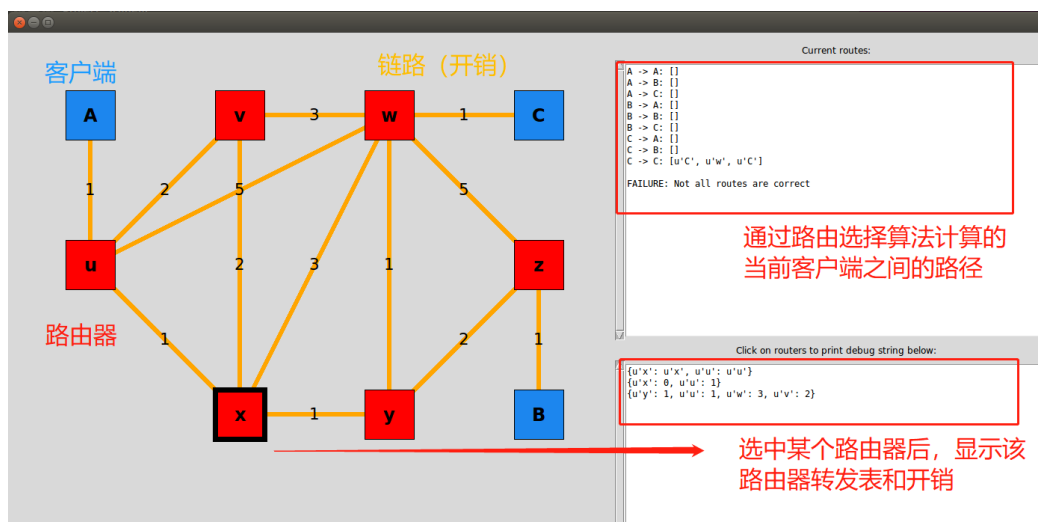 Current routes:
客户端
链路（开销）
A -> A: []
A -> B: []
A -> C: []
B -> A: []
B -> B: []
B -> C: []
C -> A: []
C -> B: []
C -> C: [u'C', u'w', u'C']
FAILURE: Not all routes are correct
A
v
3
w
1
C
1
2
5
5
通过路由选择算法计算的
当前客户端之间的路径
u
2
3
1
z
路由器
1
2
1
Click on routers to print debug string below:
{u'x': u'x', u'u': u'u'}
{u'x': 0, u'u': 1}
{u'y': 1, u'u': 1, u'w': 3, u'v': 2}
x
1
y
B
选中某个路由器后，显示该
路由器转发表和开销